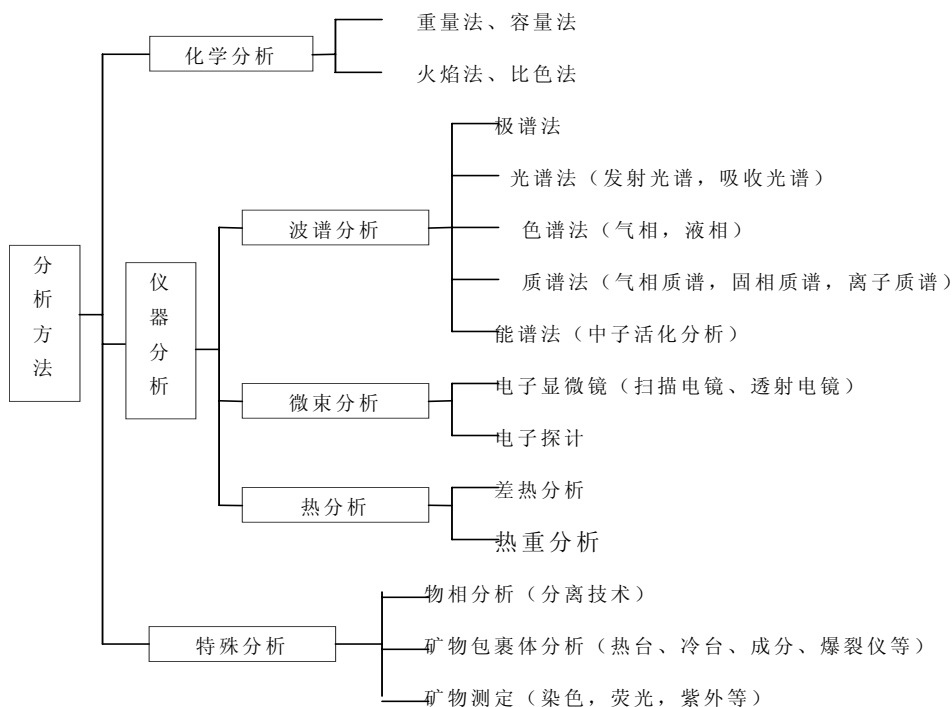 重量法、容量法
化学分析
火焰法、比色法
极谱法
光谱法（发射光谱，吸收光谱）
波谱分析
色谱法（气相，液相）
分析方法
仪器分析
质谱法（气相质谱，固相质谱，离子质谱）
能谱法（中子活化分析）
电子显微镜（扫描电镜、透射电镜）
微束分析
电子探计
差热分析
热分析
热重分析
物相分析（分离技术）
特殊分析
矿物包裹体分析（热台、冷台、成分、爆裂仪等）
矿物测定（染色，荧光，紫外等）